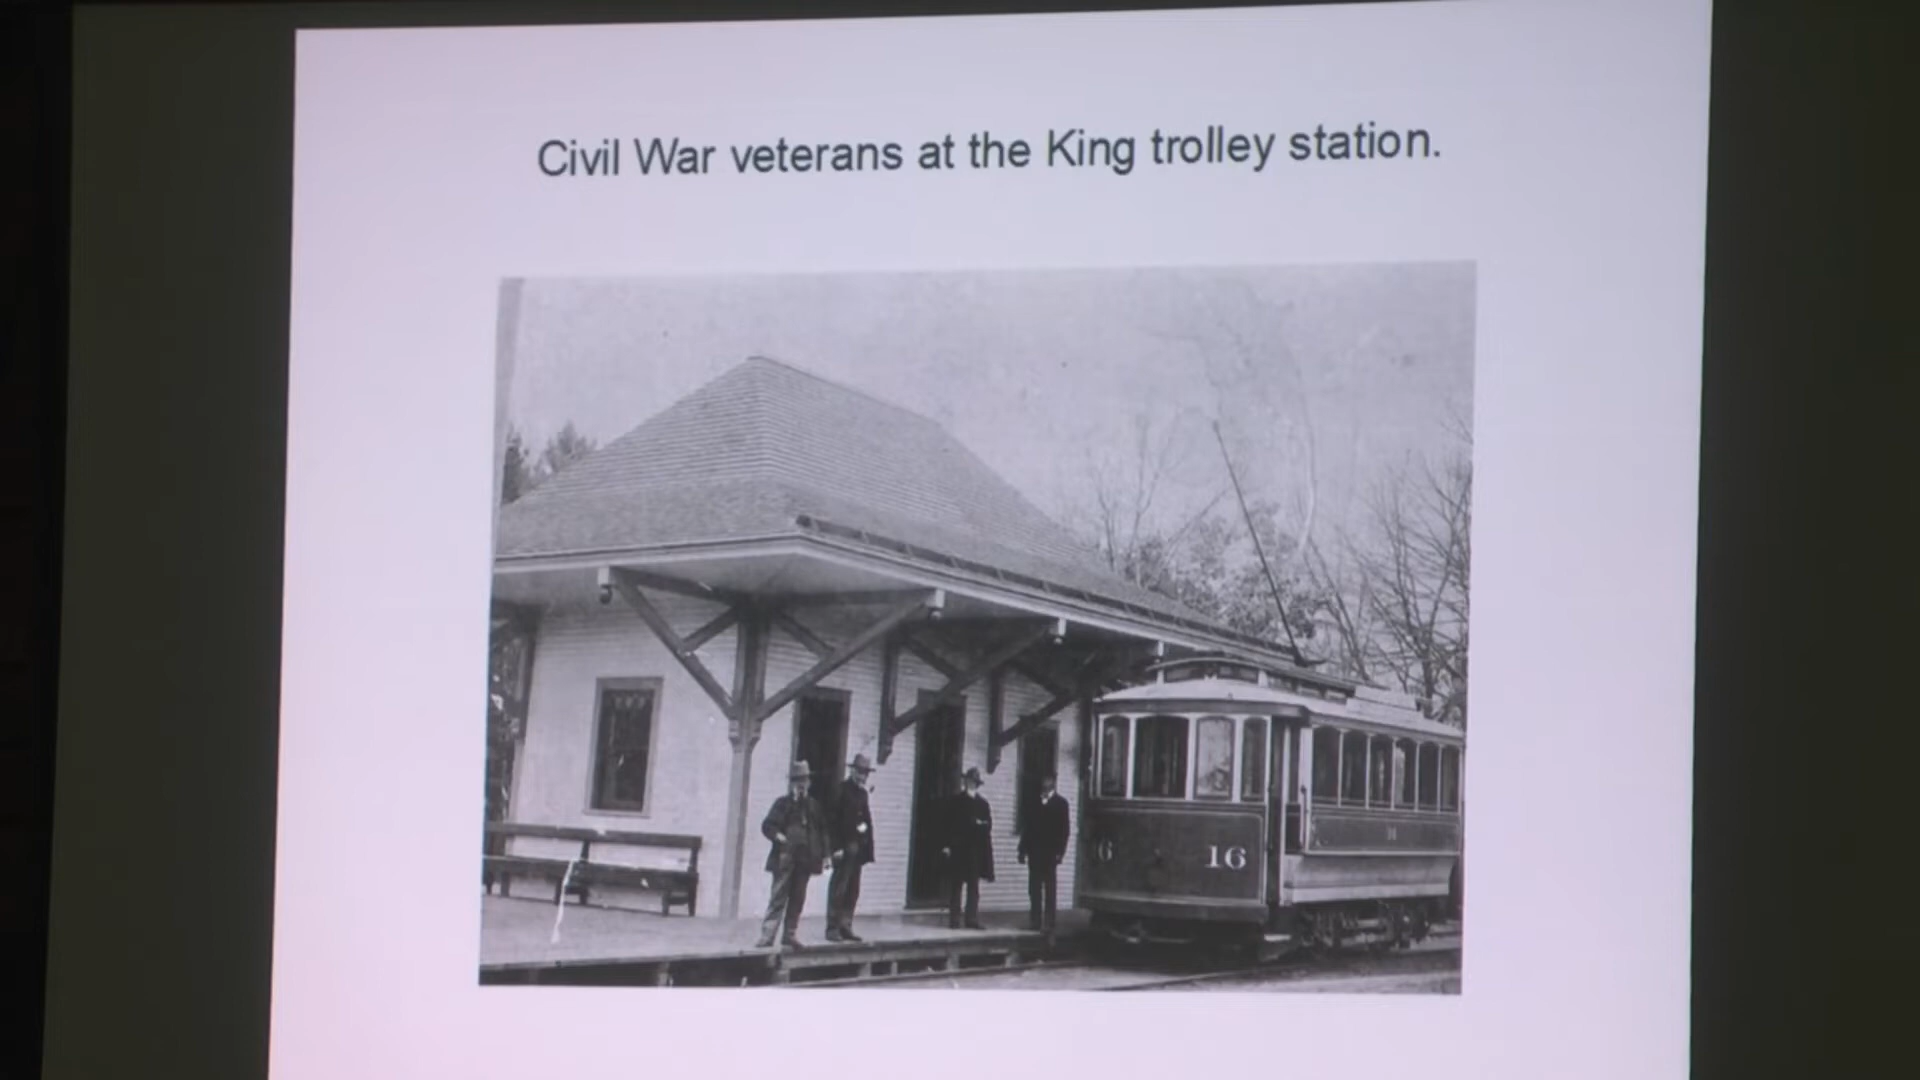 Civil War veterans at the King trolley station.
6
16